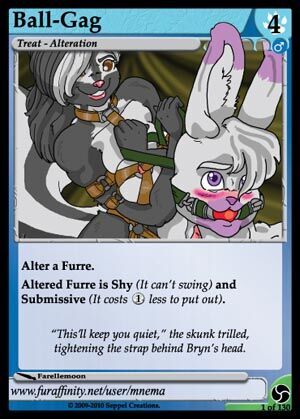 Ball-Gag
4
Treat - Alteration
♂
Alter a Furre.
Altered Furre is Shy (It can't swing) and
Submissive (It costs 1 less to put out).
"This'll keep you quiet," the skunk trilled,
tightening the strap behind Bryn's head.
Farellemoon
www.furaffinity.net/user/mnema
© 2009-2010 Seppel Creations.
1 of 130